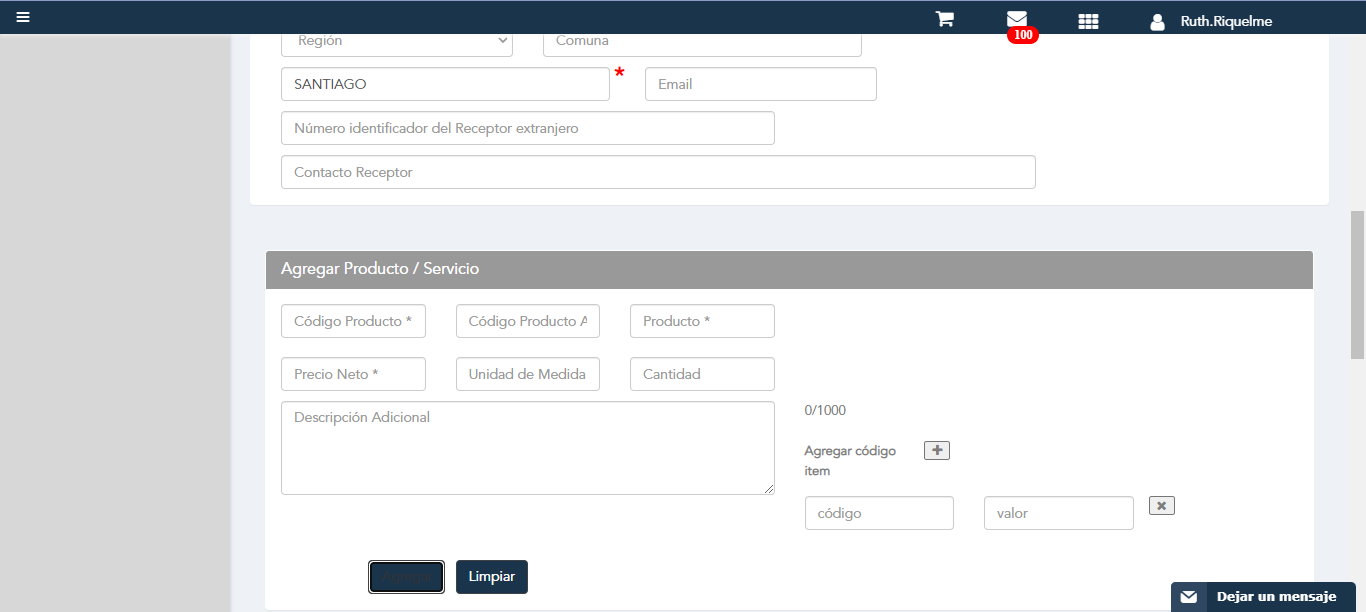 Ruth.Riquelme
100
Región Comuna
SANTIAGO * Email
Número identificador del Receptor extranjero
Contacto Receptor
Agregar Producto / Servicio
Código Producto * Código Producto A Producto *
Precio Neto * Unidad de Medida Cantidad
Descripción Adicional 0/1000
Agregar código
item
código valor
Agregar Limpiar
Dejar un mensaje